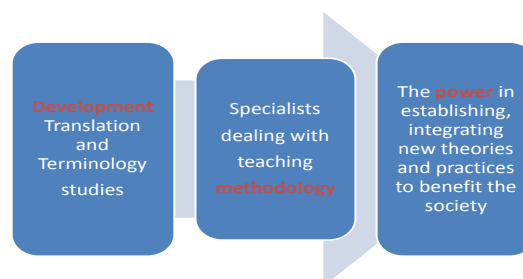 Development
Translation
and
Terminology
studies
Specialists
dealing with
teaching
methodology
The power in
establishing,
integrating
new theories
and practices
to benefit the
society